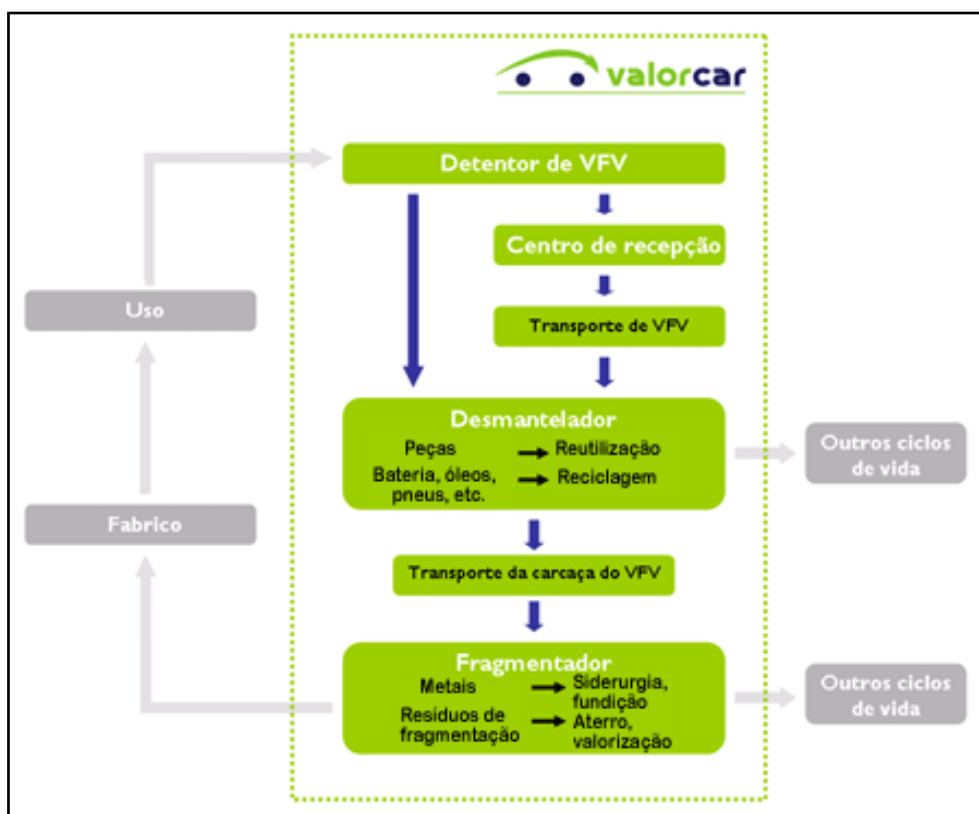 valorcar
Detentor de VFV
Centro de recepção
Uso
Transporte de VFV
Desmantelador
Peças
Reutilização
Bateria, óleos,
pneus, etc.
Reciclagem
Outros ciclos
de vida
Fabrico
Transporte da carcaça do VFV
Fragmentador
Metais
Siderurgia,
fundição
Residuos de
fragmentação
Aterro,
valorização
Outros ciclos
de vida